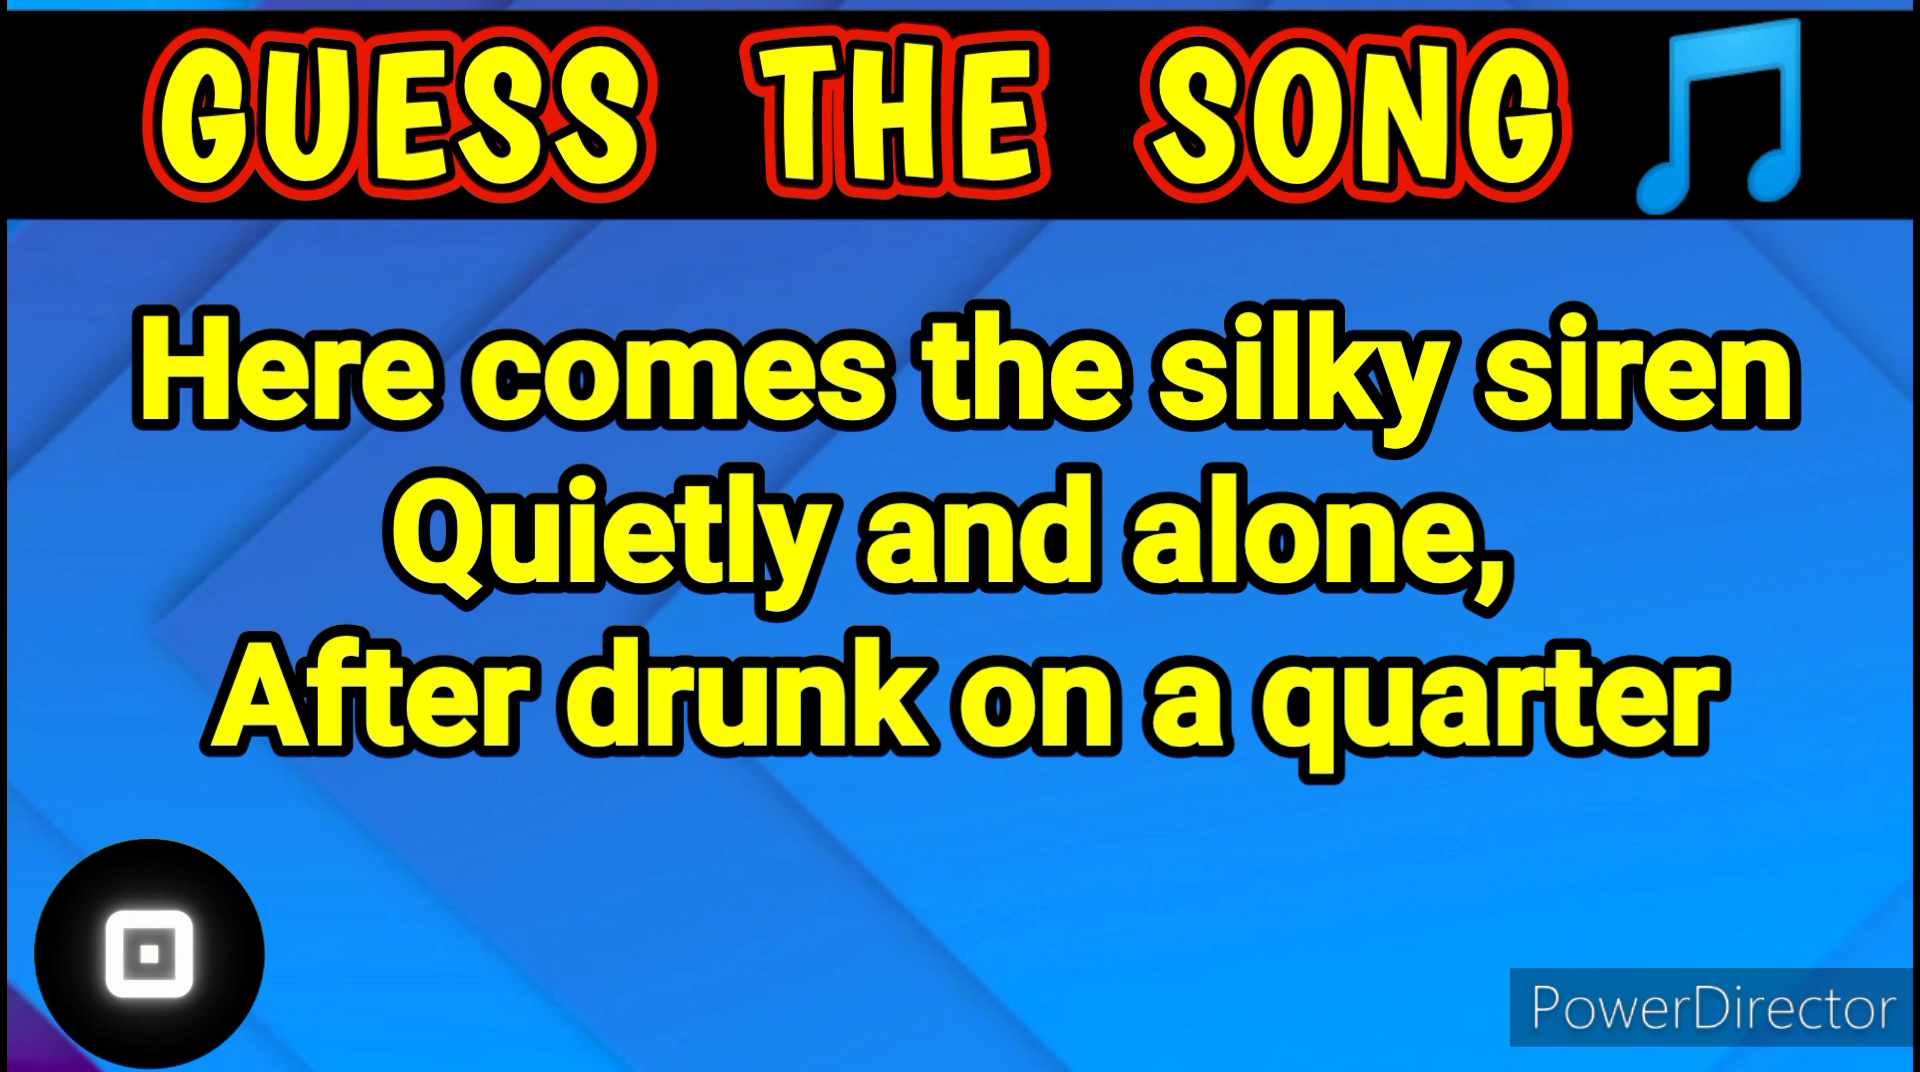 GUESS THE SONG
Here comes the silky siren
Quietly and alone,
After drunk on a quarter
PowerDirector